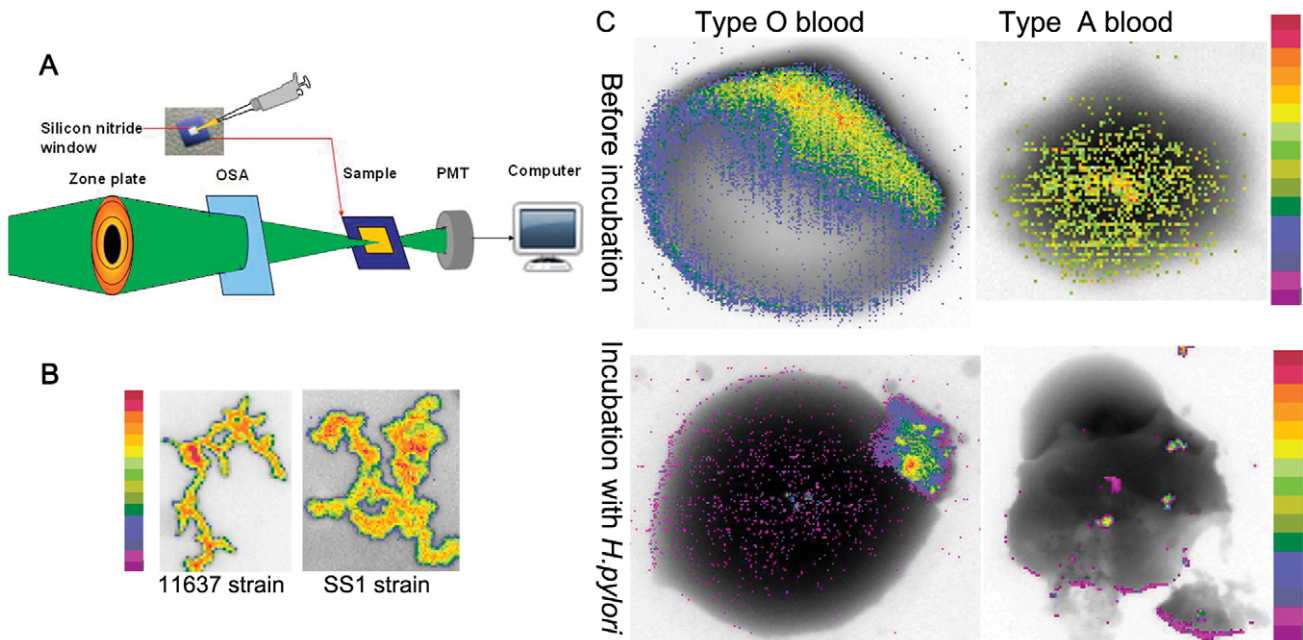 A
Silicon nitride
window
Zone plate
OSA
Sample
PMT
Computer
B
11637 strain
SS1 strain
C
Type O blood
Type A blood
Before incubation
Incubation with H.pylori